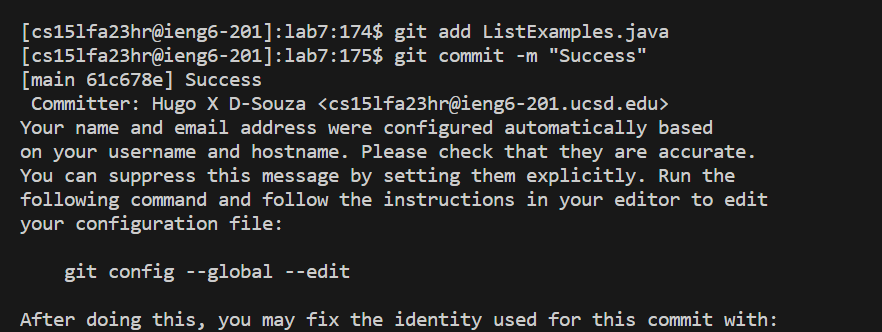 [cs15lfa23hr@ieng6-201]:lab7:174$ git add ListExamples.java
[cs15lfa23hr@ieng6-201]:lab7:175$ git commit -m "Success"
[main 61c678e] Success
 Committer: Hugo X D-Souza <cs15lfa23hr@ieng6-201.ucsd.edu>
Your name and email address were configured automatically based
on your username and hostname. Please check that they are accurate.
You can suppress this message by setting them explicitly. Run the
following command and follow the instructions in your editor to edit
your configuration file:
    git config --global --edit
After doing this, you may fix the identity used for this commit with: